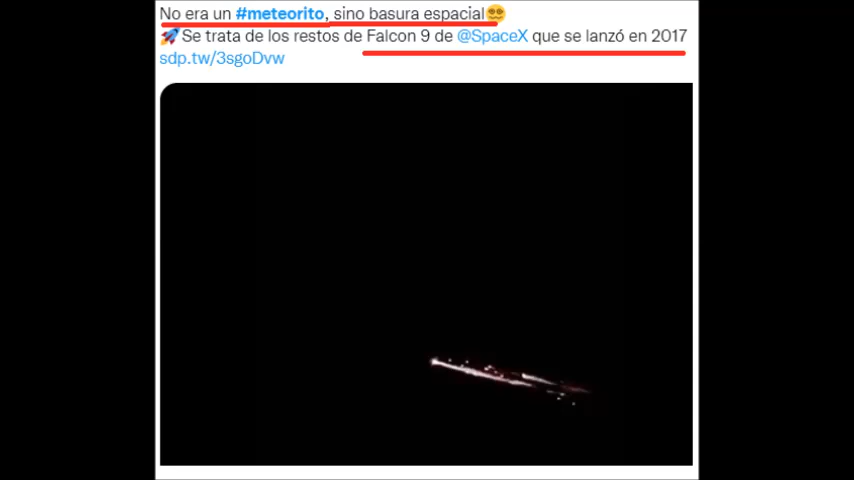 No era un #meteorito, sino basura espacial😵‍💫
🚀Se trata de los restos de Falcon 9 de @SpaceX que se lanzó en 2017
sdp.tw/3sgoDvw